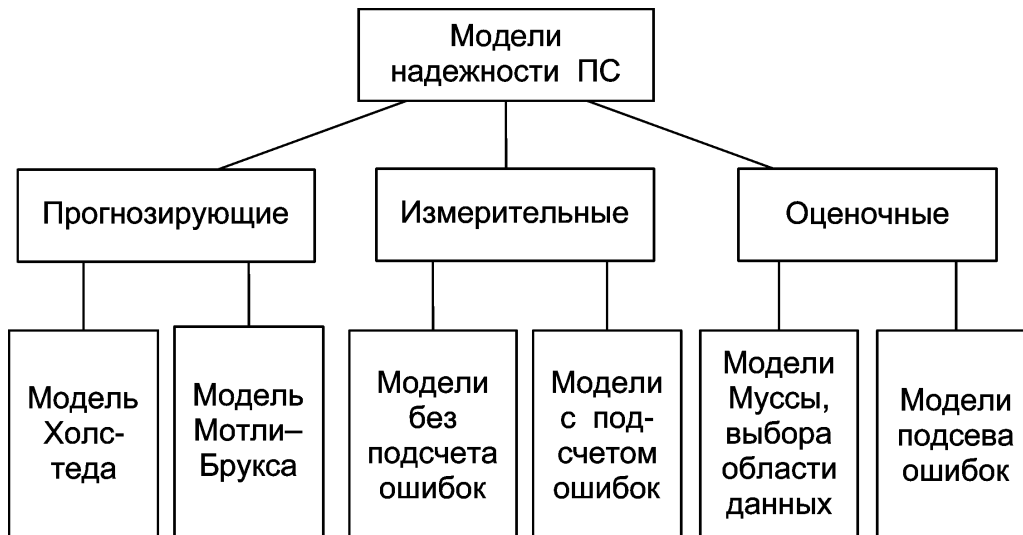 Модели
надежности ПС
Прогнозирующие
Измерительные
Оценочные
Модель
Холс-
теда
Модель
Мотли–
Брукса
Модели
без
подсчета
ошибок
Модели
с под-
счетом
ошибок
Модели
Муссы,
выбора
области
данных
Модели
подсева
ошибок